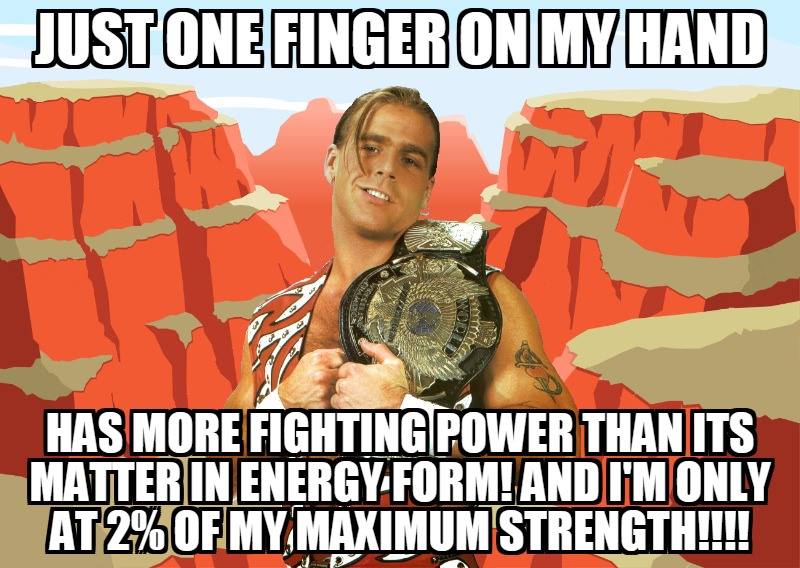 JUST ONE FINGER ON MY HAND
HAS MORE FIGHTING POWER THAN ITS
MATTER IN ENERGY FORM! AND I'M ONLY
AT 2% OF MY MAXIMUM STRENGTH!!!!